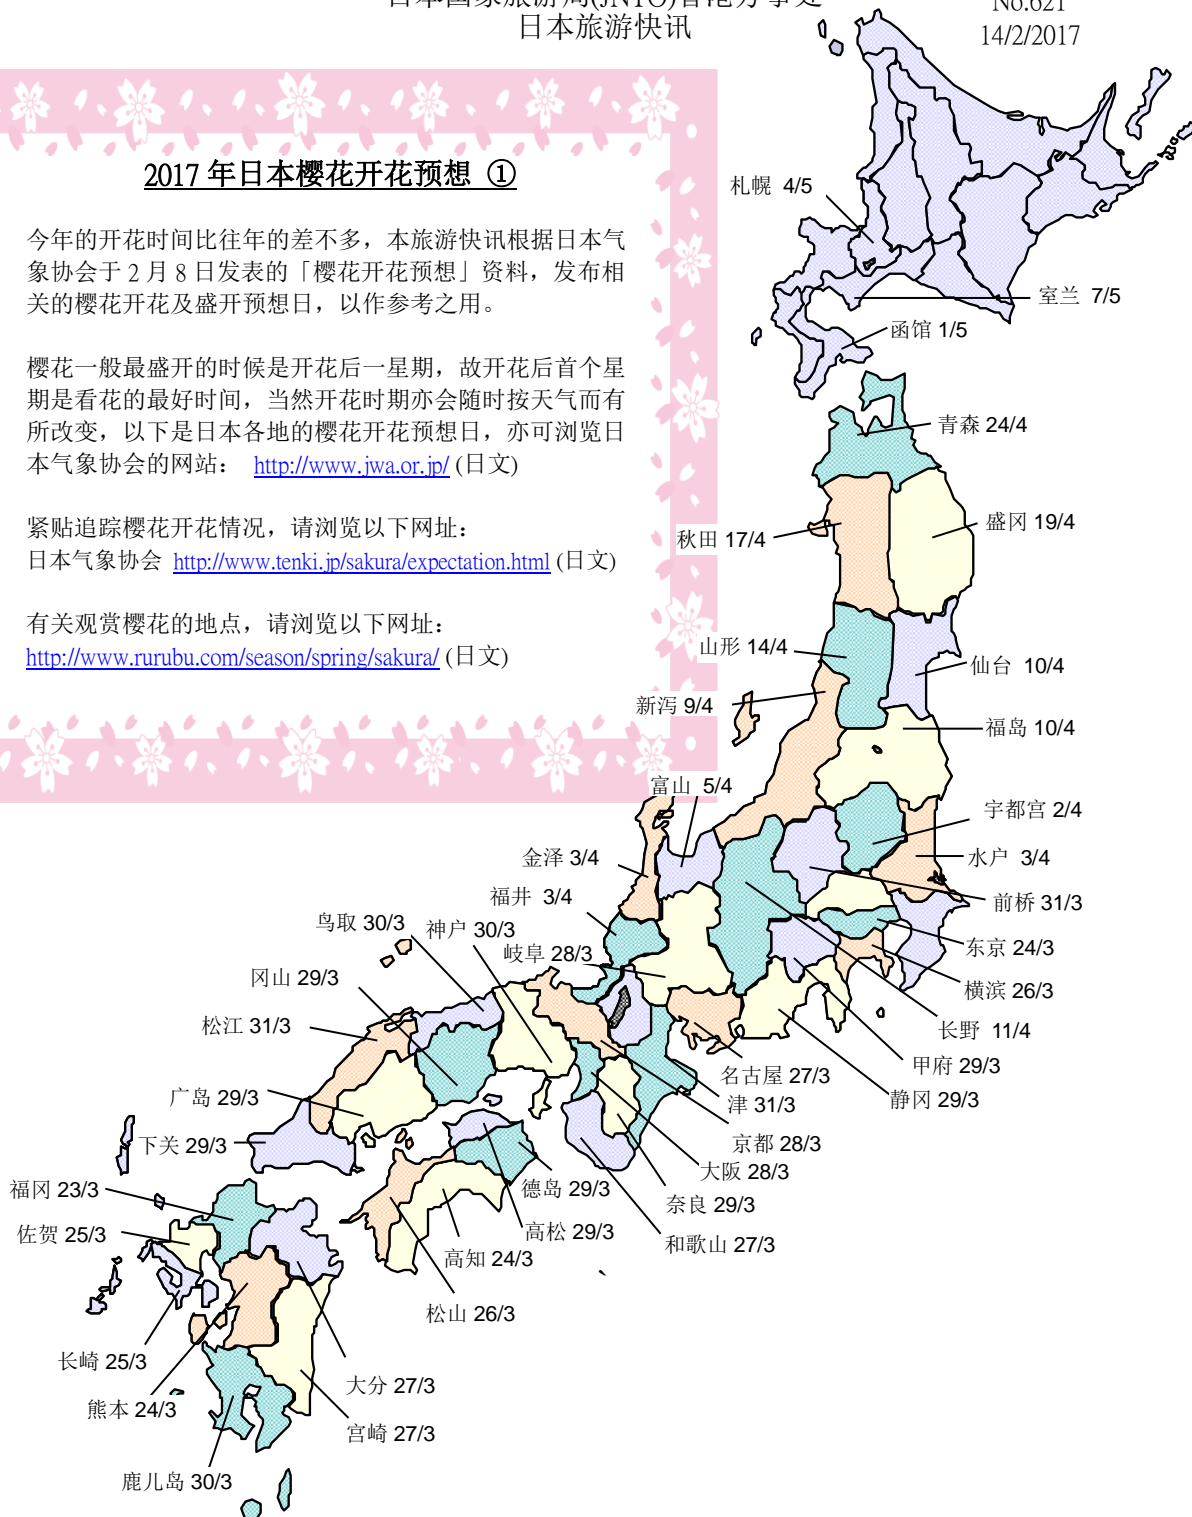 日本国家旅游局(JNTO)香港办事处
日本旅游快讯
No.621
14/2/2017
2017 年日本樱花开花预想 ①
今年的开花时间比往年的差不多，本旅游快讯根据日本气
象协会于 2 月 8 日发表的「樱花开花预想」资料，发布相
关的樱花开花及盛开预想日，以作参考之用。
樱花一般最盛开的时候是开花后一星期，故开花后首个星
期是看花的最好时间，当然开花时期亦会随时按天气而有
所改变，以下是日本各地的樱花开花预想日，亦可浏览日
本气象协会的网站： http://www.jwa.or.jp/ (日文)
紧贴追踪樱花开花情况，请浏览以下网址：
日本气象协会 http://www.tenki.jp/sakura/expectation.html (日文)
有关观赏樱花的地点，请浏览以下网址：
http://www.rurubu.com/season/spring/sakura/ (日文)
札幌 4/5
室兰 7/5
函馆 1/5
青森 24/4
盛冈 19/4
秋田 17/4
山形 14/4
仙台 10/4
新泻 9/4
福岛 10/4
富山 5/4
宇都宫 2/4
金泽 3/4
水户 3/4
福井 3/4
前桥 31/3
鸟取 30/3
神户 30/3
岐阜 28/3
东京 24/3
冈山 29/3
横滨 26/3
松江 31/3
长野 11/4
甲府 29/3
名古屋 27/3
静冈 29/3
广岛 29/3
津 31/3
下关 29/3
京都 28/3
大阪 28/3
福冈 23/3
德岛 29/3
奈良 29/3
佐贺 25/3
高松 29/3
和歌山 27/3
高知 24/3
松山 26/3
长崎 25/3
大分 27/3
熊本 24/3
宫崎 27/3
鹿儿岛 30/3